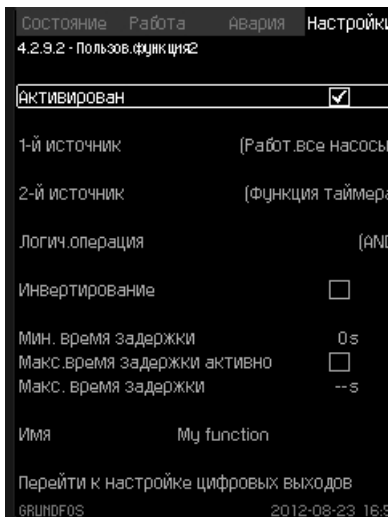 Состояние Работа Авария Настройки
4.2.9.2 - Пользов.функция2
Активирован
1-й источник (Работ.все насосы
2-й источник (Функция таймера
Логич.операция (AND
Инвертирование
Мин. время задержки 0s
Макс.время задержки активно
Макс. время задержки --s
Имя My function
Перейти к настройке цифровых выходов
GRUNDFOS 2012-08-23 16:5